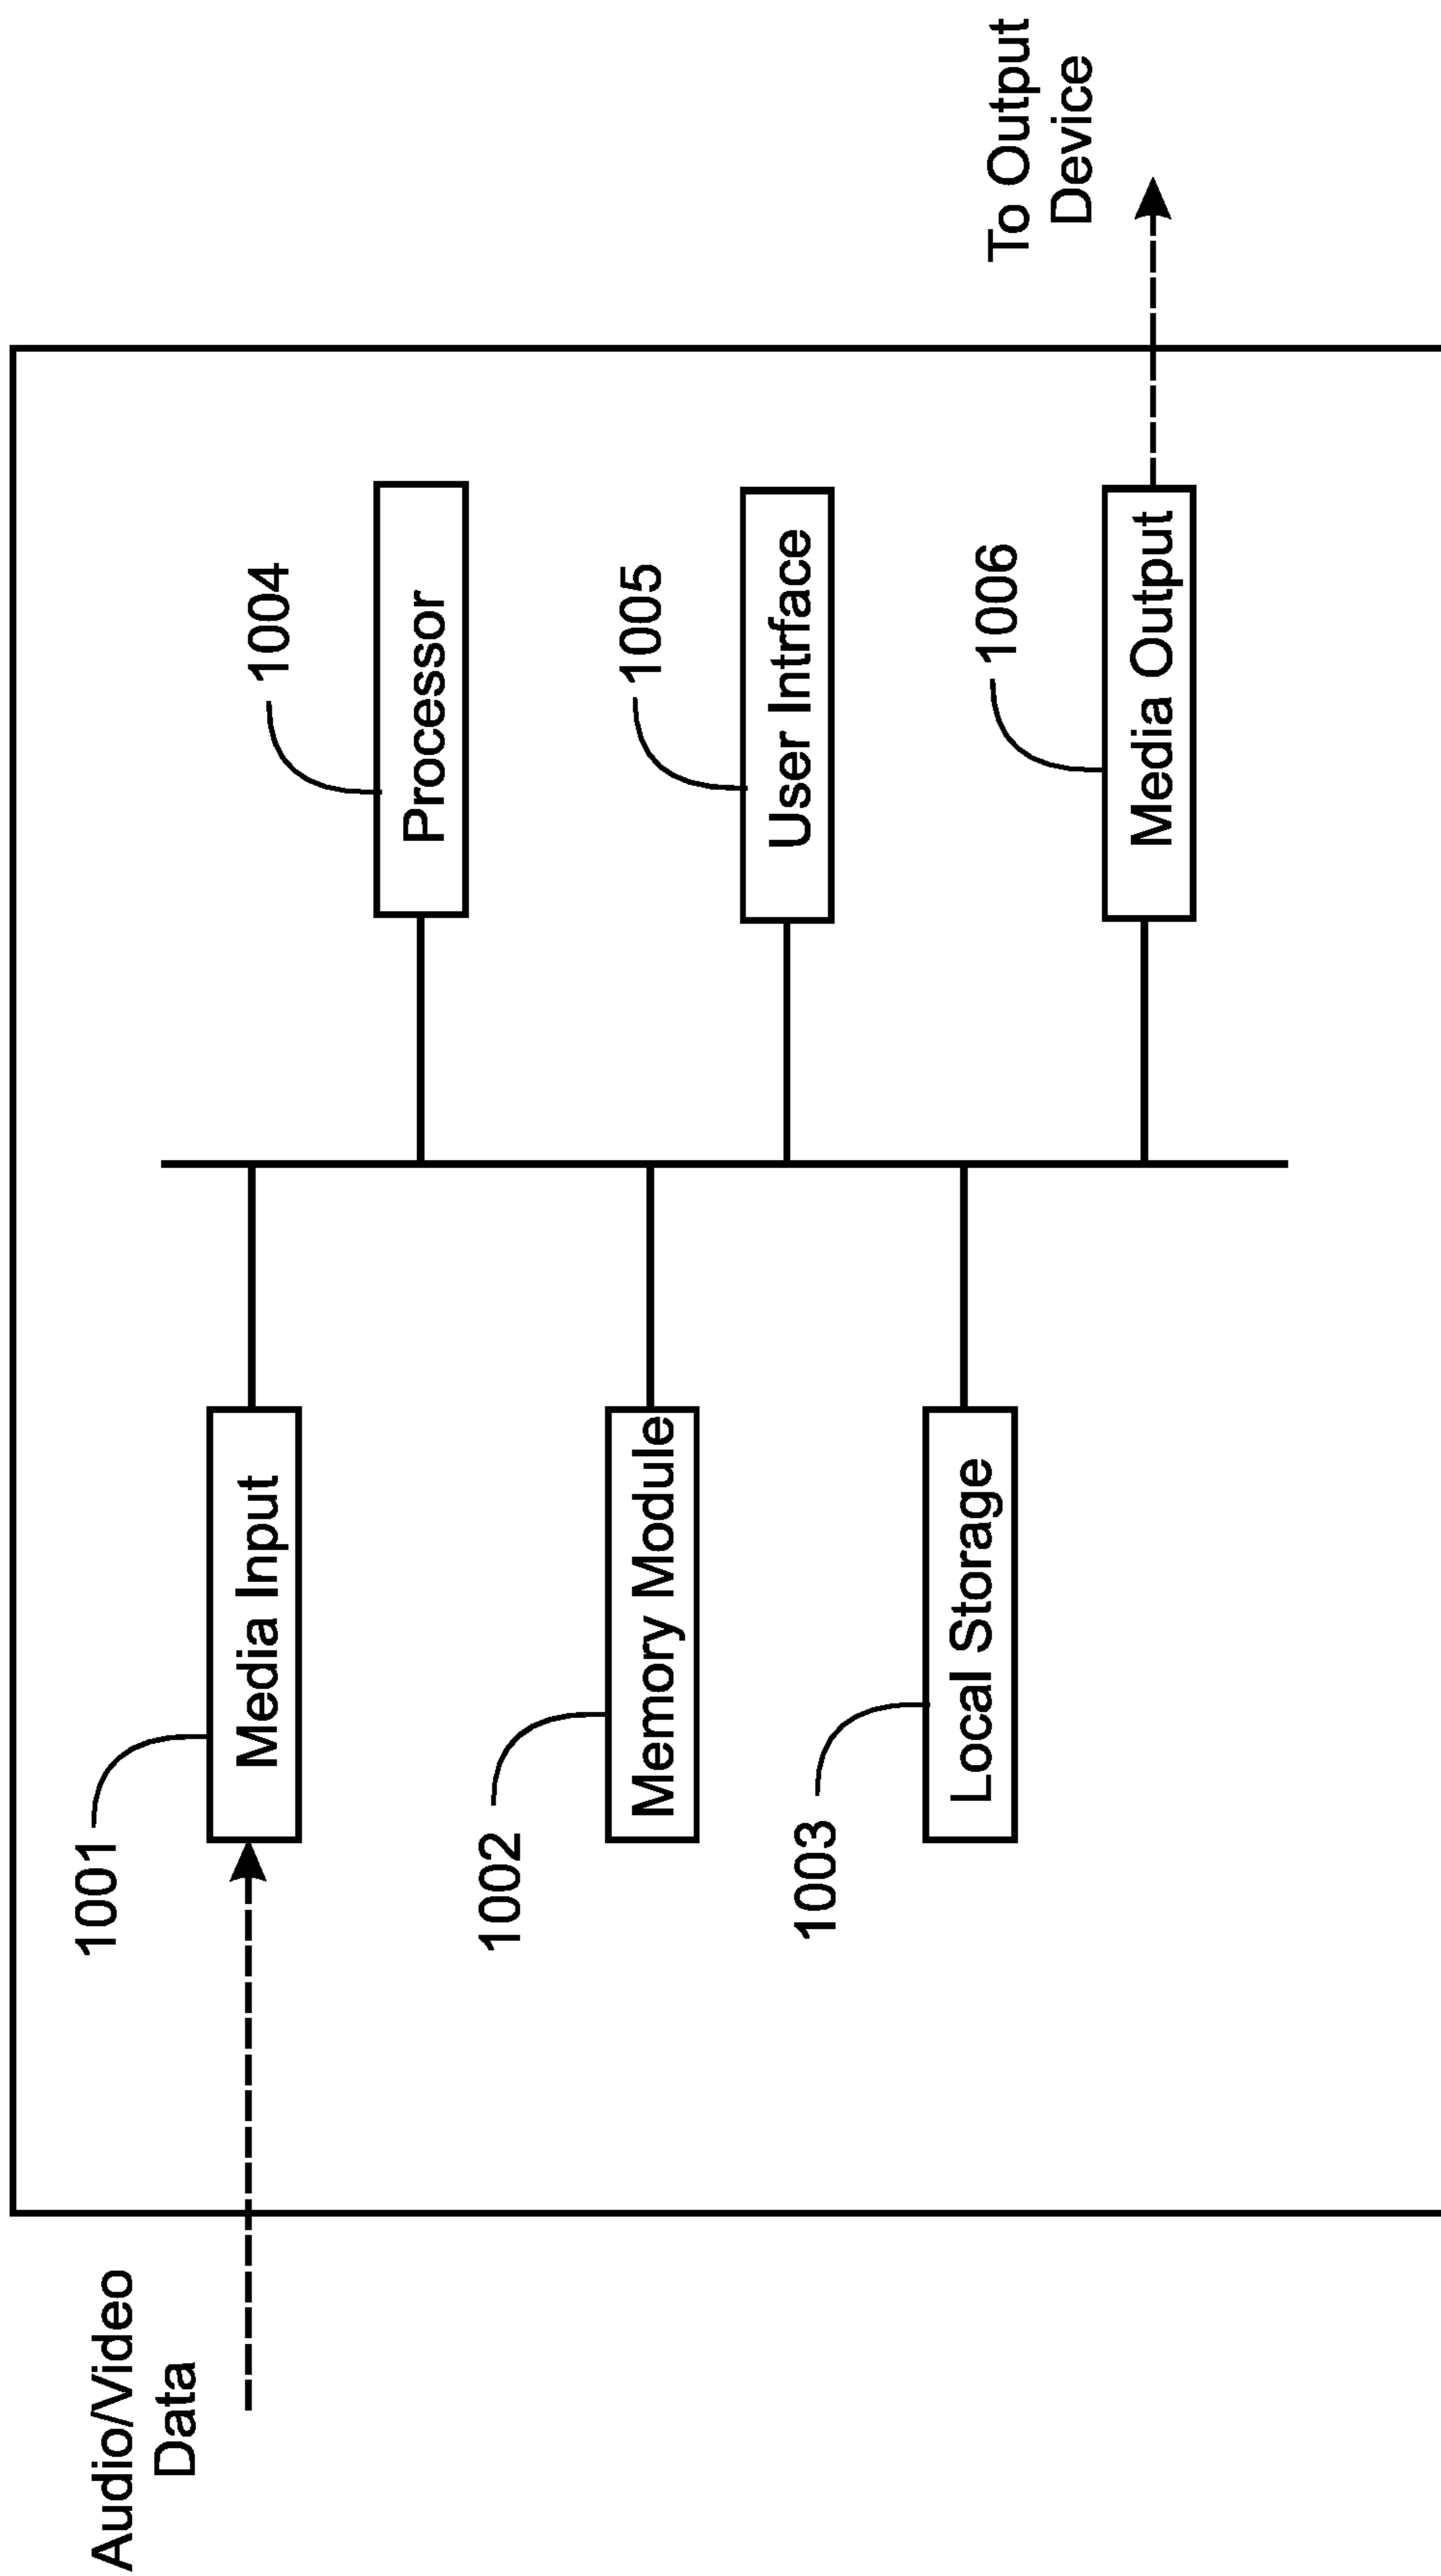 Audio/Video
Data
1001
Media Input
1002
Memory Module
1003
Local Storage
1004
Processor
1005
User Intrface
1006
Media Output
To Output
Device